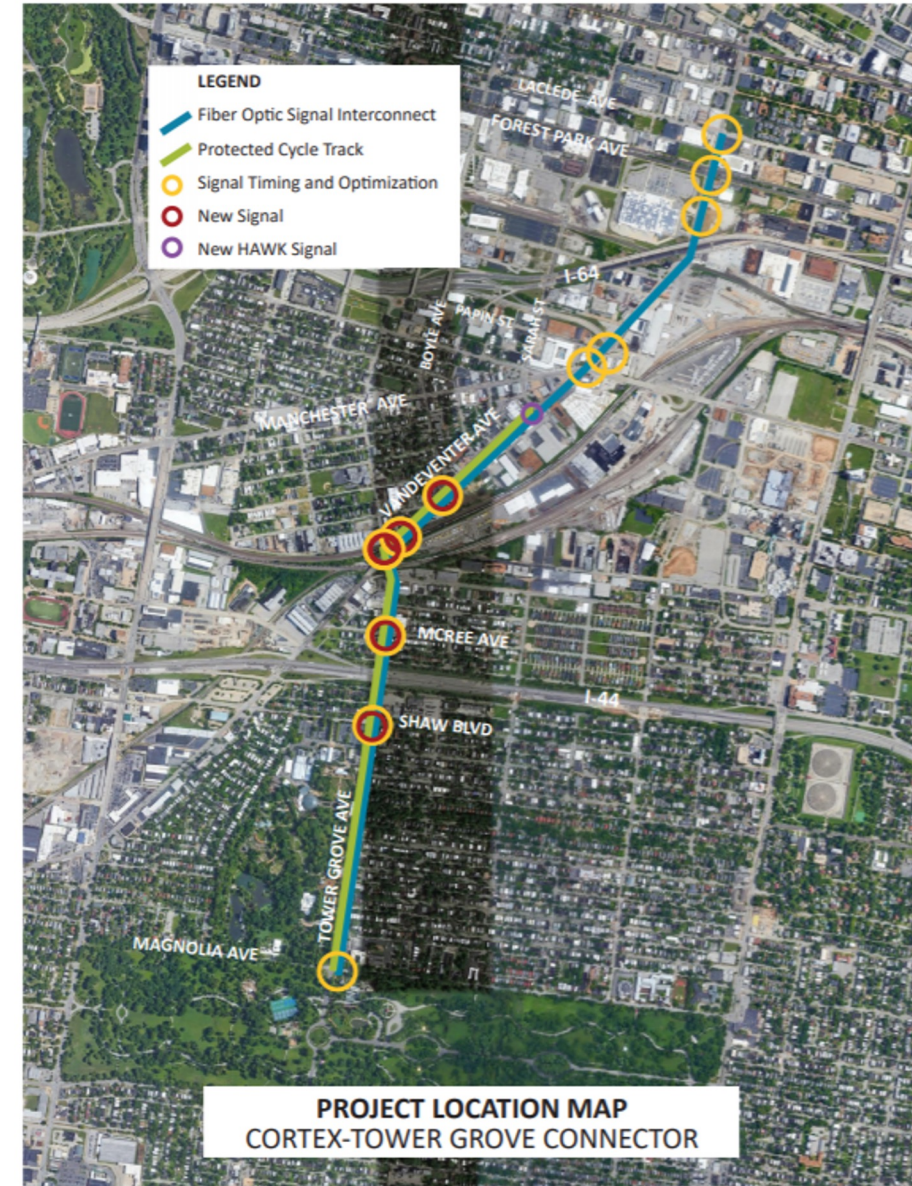 LEGEND
Fiber Optic Signal Interconnect
Protected Cycle Track
Signal Timing and Optimization
New Signal
New HAWK Signal
LACLEDE AVE
FOREST PARK AVE
I-64
BOYLE AVE
PAPIN ST
SARAH ST
MANCHESTER AVE
VANDEVENTER AVE
MCREE AVE
I-44
SHAW BLVD
TOWER GROVE AVE
MAGNOLIA AVE
PROJECT LOCATION MAP
CORTEX-TOWER GROVE CONNECTOR